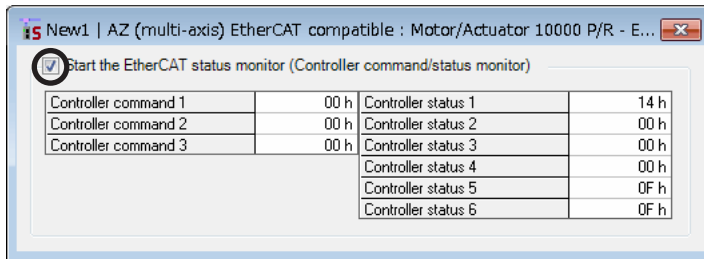 New1 | AZ (multi-axis) EtherCAT compatible : Motor/Actuator 10000 P/R - E...
Start the EtherCAT status monitor (Controller command/status monitor)
Controller command 1 00 h Controller status 1 14 h
Controller command 2 00 h Controller status 2 00 h
Controller command 3 00 h Controller status 3 00 h
Controller status 4 00 h
Controller status 5 0F h
Controller status 6 0F h